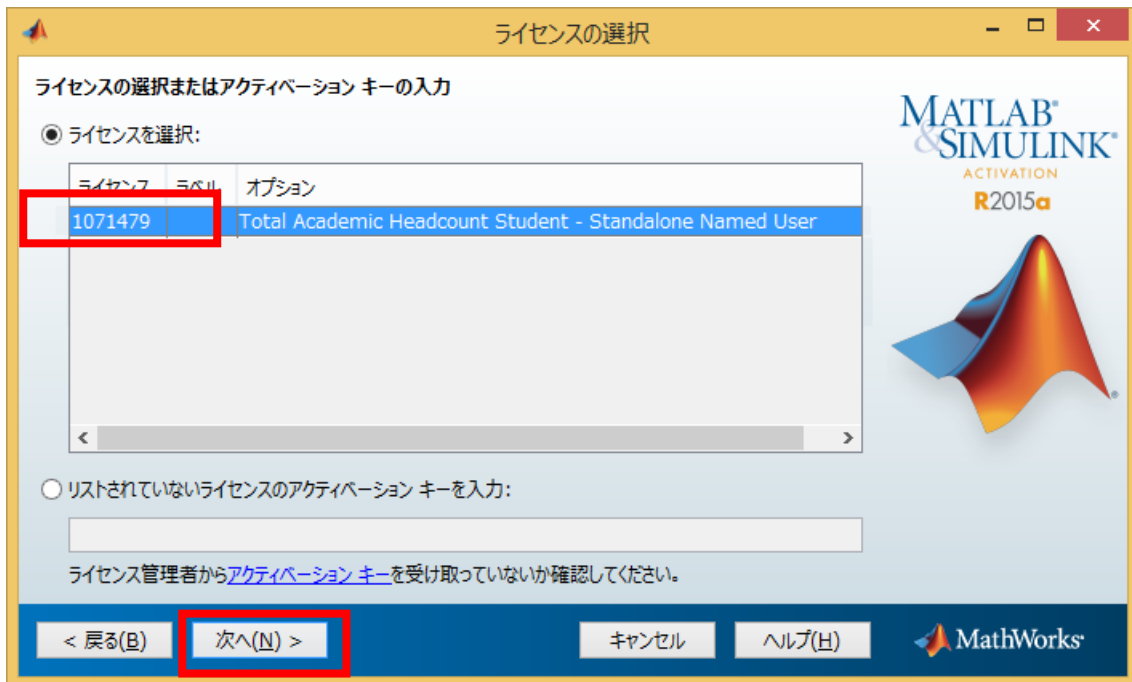 ライセンスの選択
ライセンスの選択またはアクティベーション キーの入力
ライセンスを選択:
ライセンス ラベル オプション
1071479 Total Academic Headcount Student - Standalone Named User
リストされていないライセンスのアクティベーション キーを入力:
ライセンス管理者からアクティベーション キーを受け取っていないか確認してください。
MATLAB®
&SIMULINK®
ACTIVATION
R2015a
< 戻る(B) 次へ(N) > キャンセル ヘルプ(H) MathWorks®